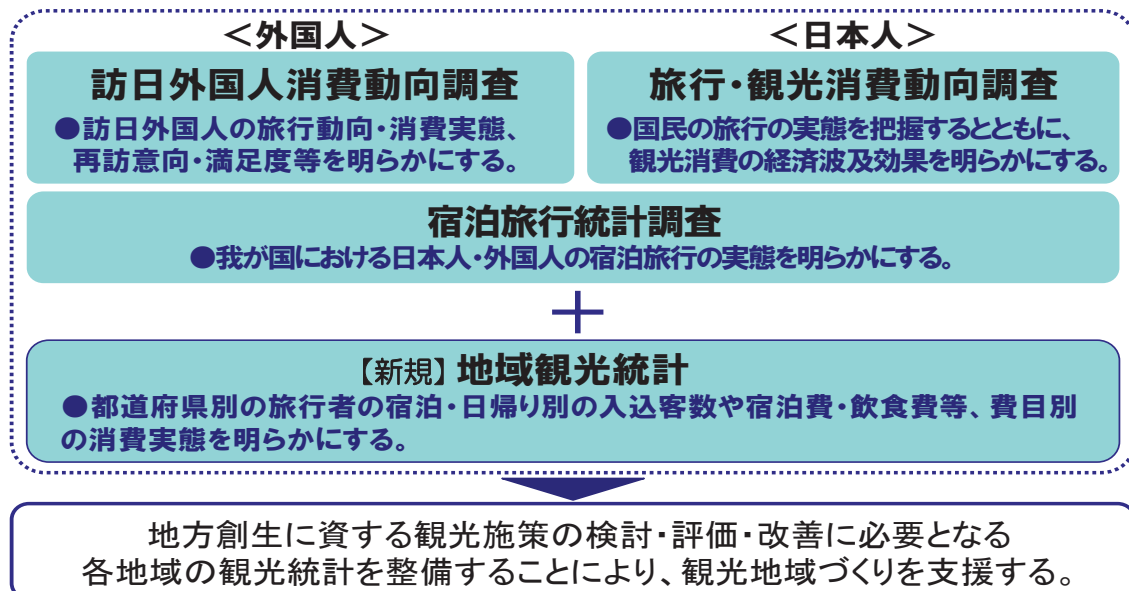 ＜外国人＞
訪日外国人消費動向調査
●訪日外国人の旅行動向・消費実態、
再訪意向・満足度等を明らかにする。
＜日本人＞
旅行・観光消費動向調査
●国民の旅行の実態を把握するとともに、
観光消費の経済波及効果を明らかにする。
宿泊旅行統計調査
●我が国における日本人・外国人の宿泊旅行の実態を明らかにする。
＋
【新規】地域観光統計
●都道府県別の旅行者の宿泊・日帰り別の入込客数や宿泊費・飲食費等、費目別
の消費実態を明らかにする。
地方創生に資する観光施策の検討・評価・改善に必要となる
各地域の観光統計を整備することにより、観光地域づくりを支援する。